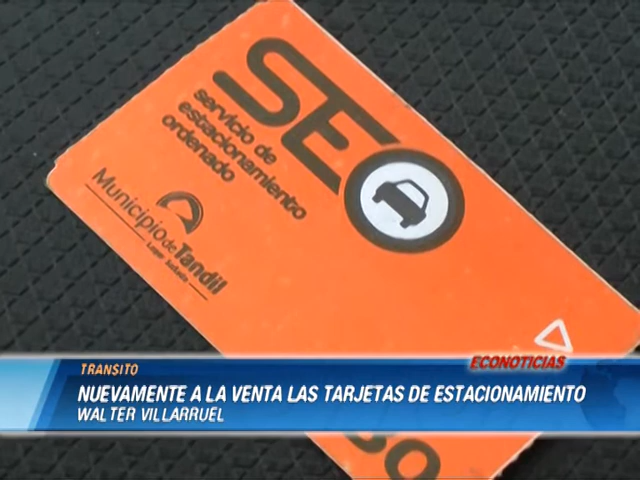 SEO
servicio de
estacionamiento
ordenado
Municipio de Tandil
ECONOTICIAS
TRANSITO
NUEVAMENTE A LA VENTA LAS TARJETAS DE ESTACIONAMIENTO
WALTER VILLARRUEL